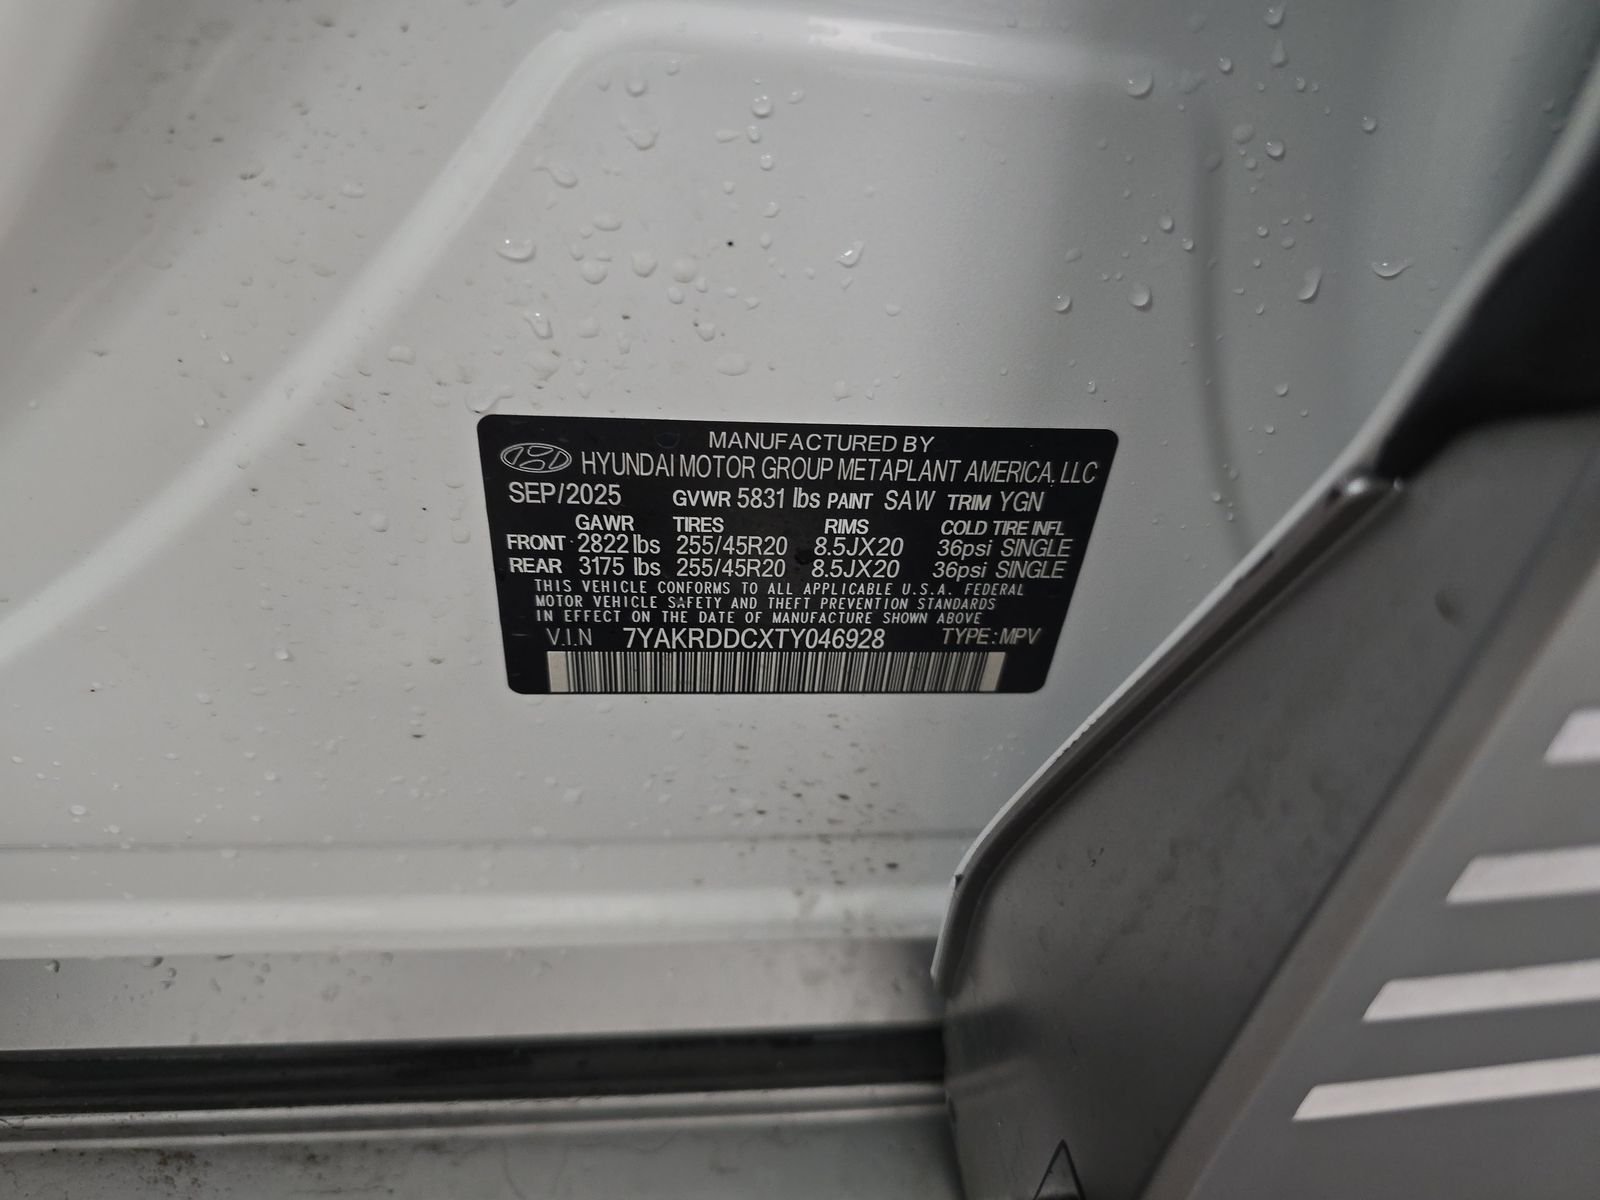 MANUFACTURED BY
HYUNDAI MOTOR GROUP METAPLANT AMERICA, LLC
SEP/2025 GVWR 5831 lbs PAINT SAW TRIM YGN
GAWR TIRES RIMS COLD TIRE INFL
FRONT 2822 lbs 255/45R20 8.5JX20 36psi SINGLE
REAR 3175 lbs 255/45R20 8.5JX20 36psi SINGLE
THIS VEHICLE CONFORMS TO ALL APPLICABLE U.S.A. FEDERAL
MOTOR VEHICLE SAFETY AND THEFT PREVENTION STANDARDS
IN EFFECT ON THE DATE OF MANUFACTURE SHOWN ABOVE
V.I.N 7YAKRDDCXTY046928 TYPE:MPV